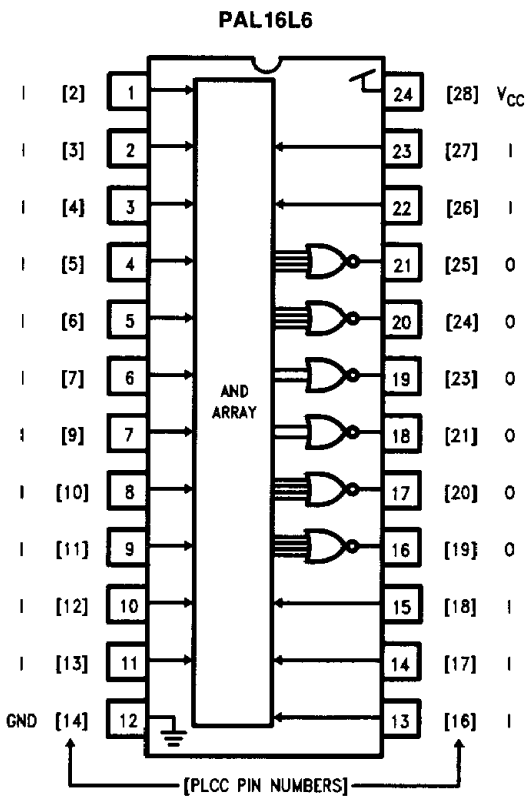 PAL16L6
I [2] 1 24 [28] VCC
I [3] 2 23 [27] I
I [4] 3 22 [26] I
I [5] 4 21 [25] O
I [6] 5 20 [24] O
I [7] 6 19 [23] O
AND
ARRAY
I [9] 7 18 [21] O
I [10] 8 17 [20] O
I [11] 9 16 [19] O
I [12] 10 15 [18] I
I [13] 11 14 [17] I
GND [14] 12 13 [16] I
[PLCC PIN NUMBERS]